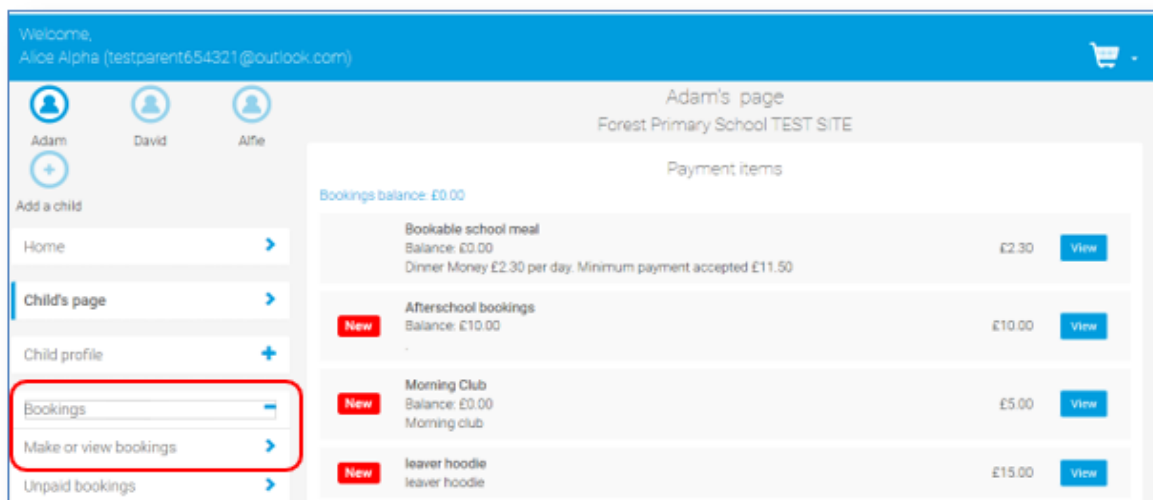 Welcome,
Alice Alpha (testparent654321@outlook.com)
Adam
David
Alfie
Add a child
Home
Child's page
Child profile
Bookings
Make or view bookings
Unpaid bookings
Adam's page
Forest Primary School TEST SITE
Payment items
Bookings balance: £0.00
Bookable school meal
Balance: £0.00
Dinner Money £2.30 per day. Minimum payment accepted £11.50
£2.30
View
New
Afterschool bookings
Balance: £10.00
.
£10.00
View
New
Morning Club
Balance: £0.00
Morning club
£5.00
View
New
leaver hoodie
leaver hoodie
£15.00
View